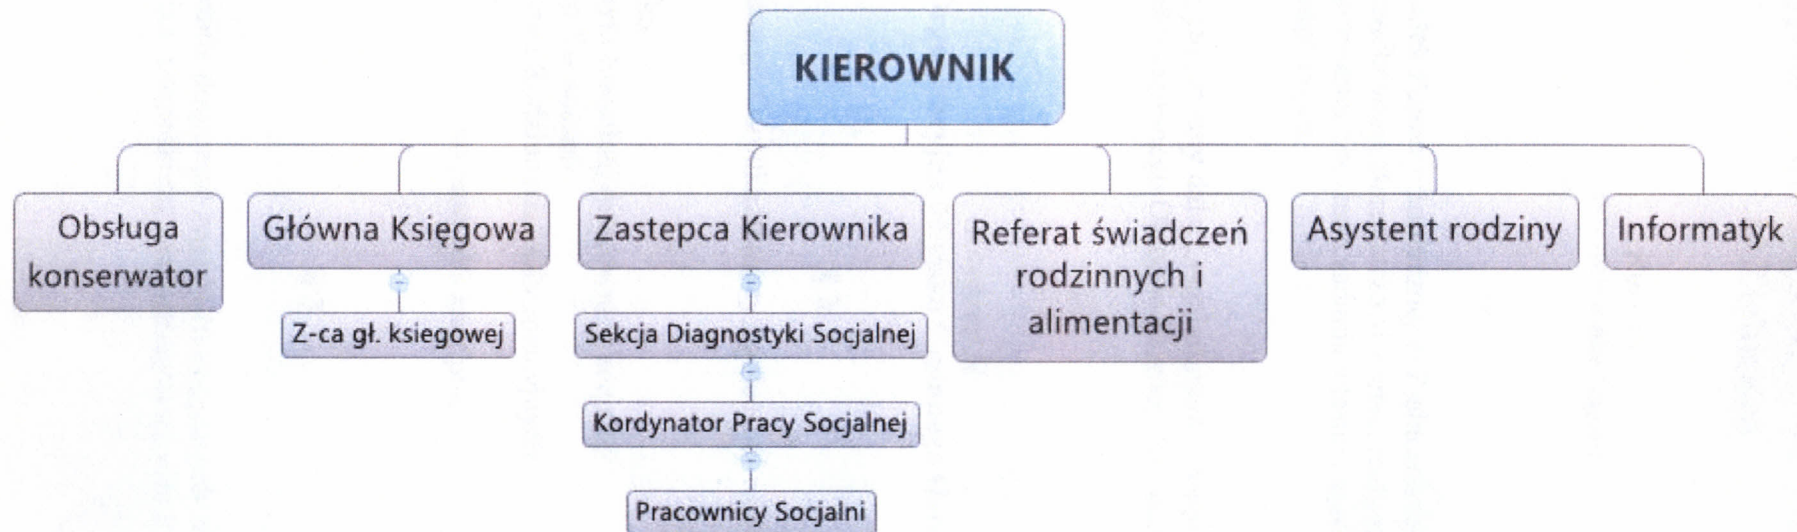 KIEROWNIK
Obsługa
konserwator
Główna Księgowa
Z-ca gł. ksiegowej
Zastepca Kierownika
Sekcja Diagnostyki Socjalnej
Kordynator Pracy Socjalnej
Pracownicy Socjalni
Referat świadczeń
rodzinnych i
alimentacji
Asystent rodziny
Informatyk